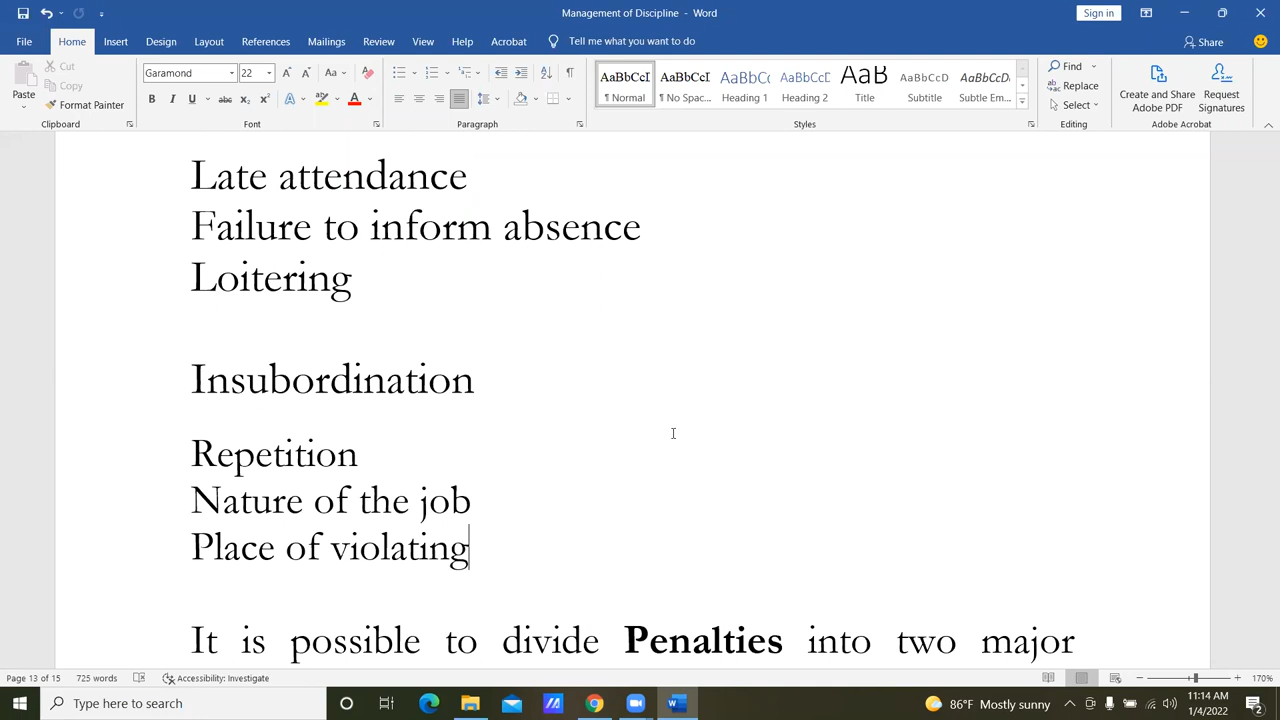 Management of Discipline - Word
Sign in
File Home Insert Design Layout References Mailings Review View Help Acrobat Tell me what you want to do Share
Paste Cut Copy Format Painter
Clipboard
Garamond 22
Font
Paragraph
AaBbCcI AaBbCcI AaBbCc AaBbCcD AaB AaBbCcD AaBbCcD
¶ Normal ¶ No Spac... Heading 1 Heading 2 Title Subtitle Subtle Em...
Styles
Find
Replace
Select
Editing
Create and Share Adobe PDF
Request Signatures
Adobe Acrobat
Late attendance
Failure to inform absence
Loitering
Insubordination
Repetition
Nature of the job
Place of violating
It is possible to divide Penalties into two major
Page 13 of 15 725 words Accessibility: Investigate 170%
Type here to search
86°F Mostly sunny
11:14 AM
1/4/2022
2